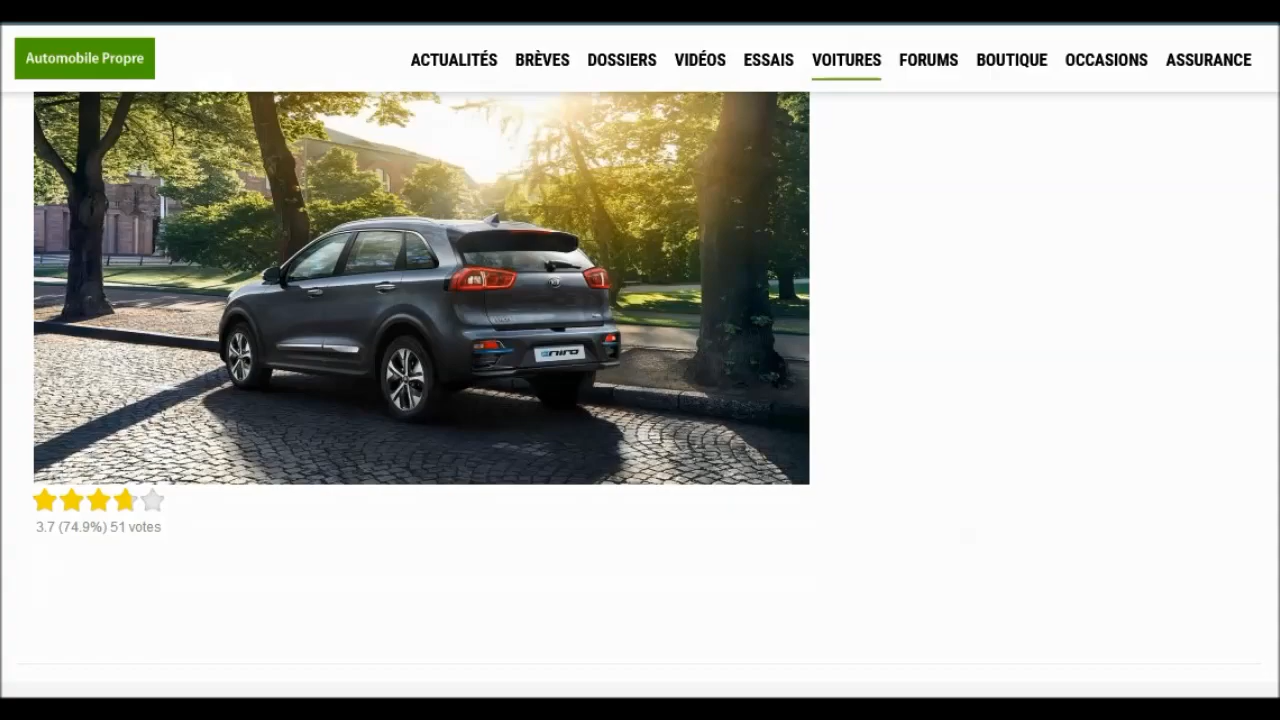 Automobile Propre
ACTUALITÉS BRÈVES DOSSIERS VIDÉOS ESSAIS VOITURES FORUMS BOUTIQUE OCCASIONS ASSURANCE
niro
3.7 (74.9%) 51 votes